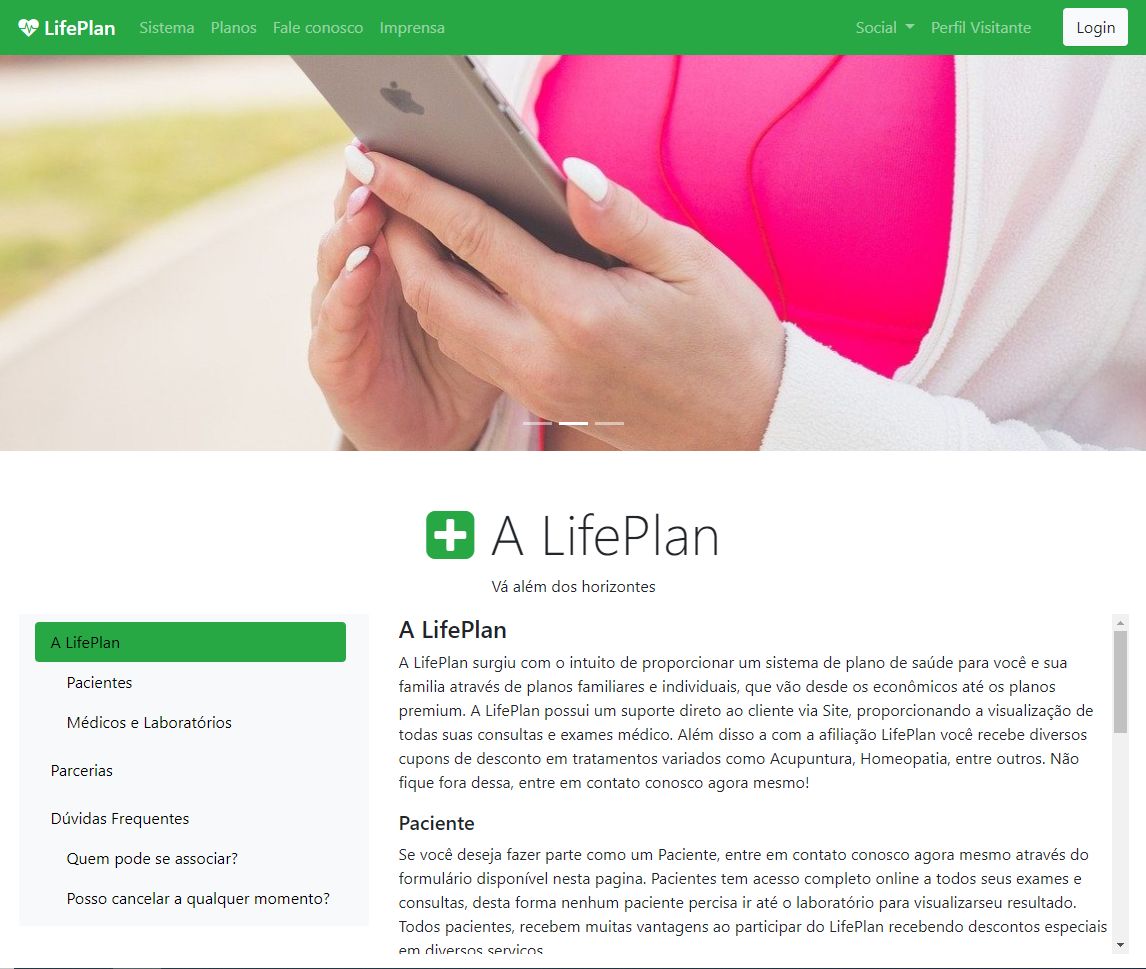 LifePlan Sistema Planos Fale conosco Imprensa Social Perfil Visitante Login
A LifePlan
Vá além dos horizontes
A LifePlan
Pacientes
Médicos e Laboratórios
Parcerias
Dúvidas Frequentes
Quem pode se associar?
Posso cancelar a qualquer momento?
A LifePlan
A LifePlan surgiu com o intuito de proporcionar um sistema de plano de saúde para você e sua
familia através de planos familiares e individuais, que vão desde os econômicos até os planos
premium. A LifePlan possui um suporte direto ao cliente via Site, proporcionando a visualização de
todas suas consultas e exames médico. Além disso a com a afiliação LifePlan você recebe diversos
cupons de desconto em tratamentos variados como Acupuntura, Homeopatia, entre outros. Não
fique fora dessa, entre em contato conosco agora mesmo!
Paciente
Se você deseja fazer parte como um Paciente, entre em contato conosco agora mesmo através do
formulário disponível nesta pagina. Pacientes tem acesso completo online a todos seus exames e
consultas, desta forma nenhum paciente percisa ir até o laboratório para visualizarseu resultado.
Todos pacientes, recebem muitas vantagens ao participar do LifePlan recebendo descontos especiais
em diversos serviços